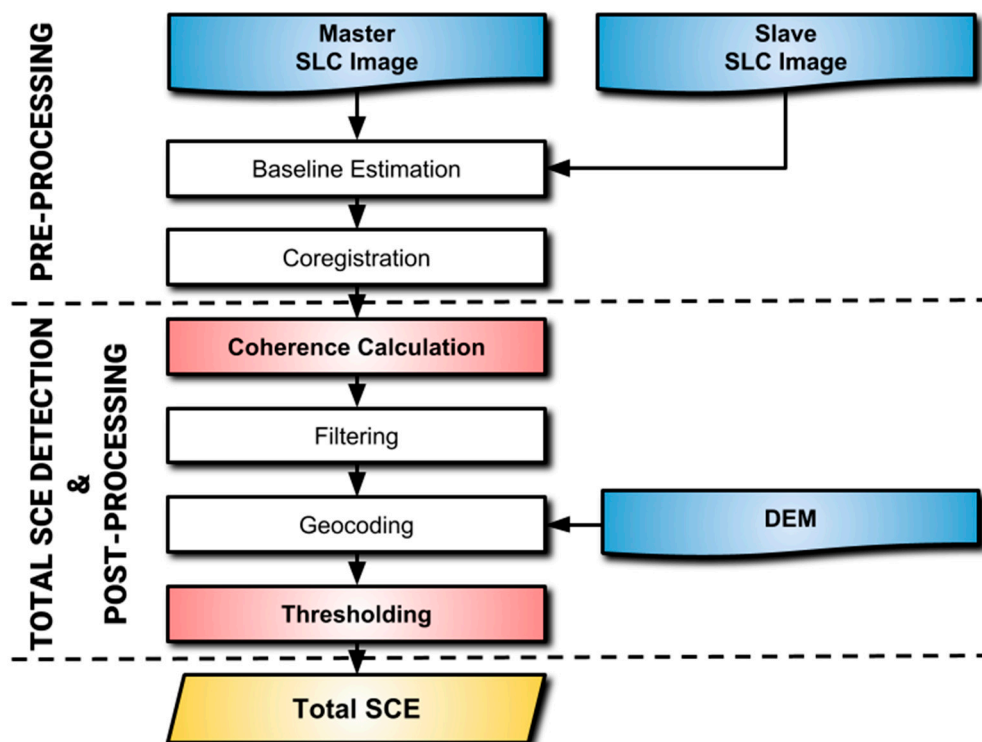 PRE-PROCESSING
Master
SLC Image
Slave
SLC Image
Baseline Estimation
Coregistration
TOTAL SCE DETECTION
&
POST-PROCESSING
Coherence Calculation
Filtering
Geocoding
DEM
Thresholding
Total SCE